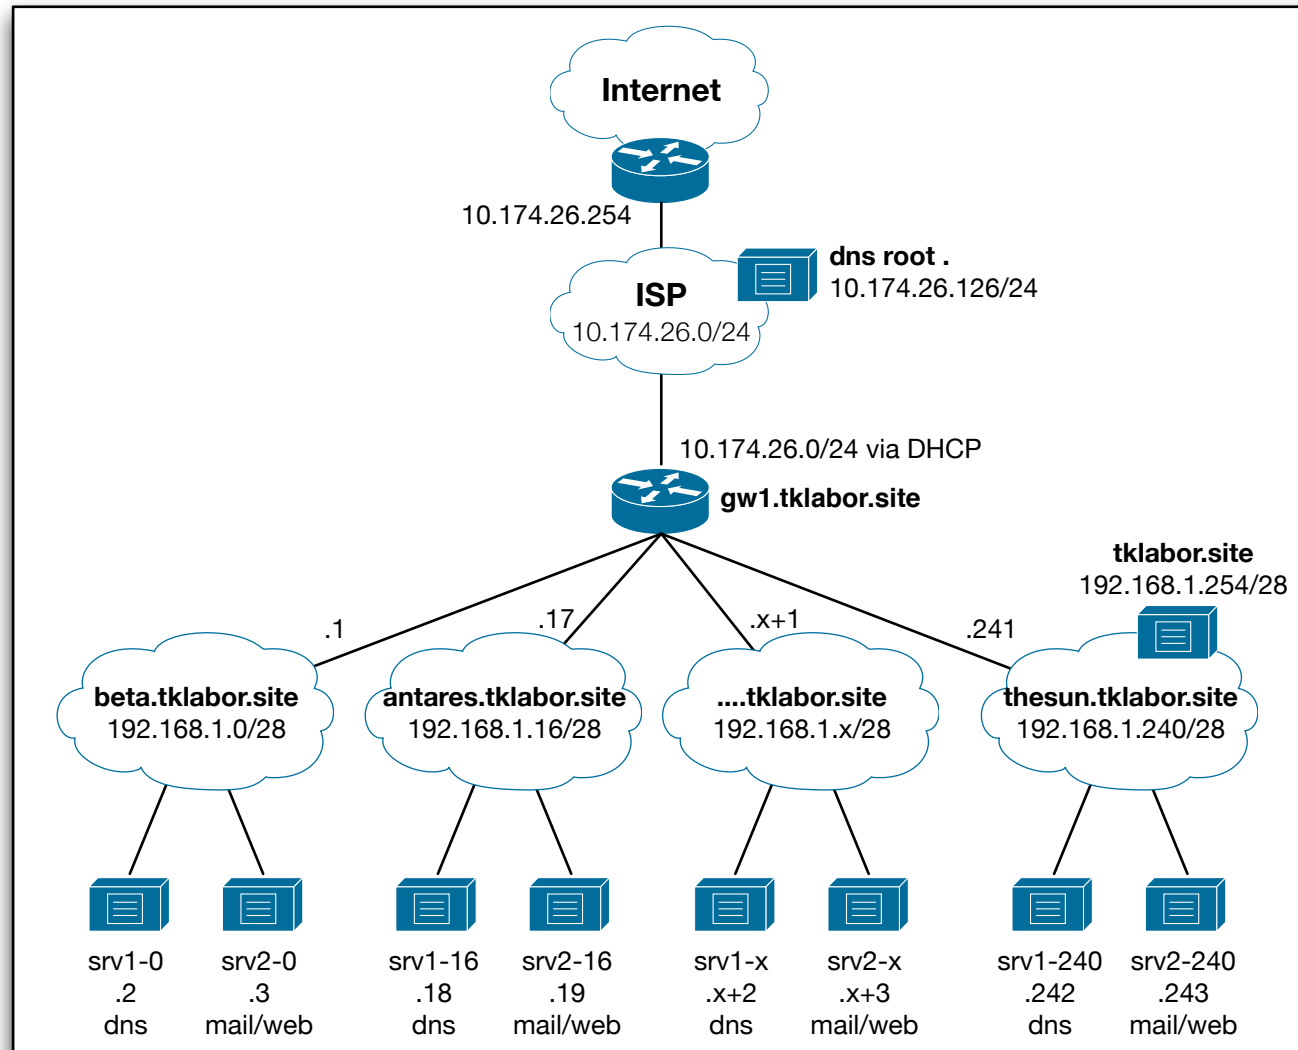 Internet
10.174.26.254
dns root .
10.174.26.126/24
ISP
10.174.26.0/24
10.174.26.0/24 via DHCP
gw1.tklabor.site
tklabor.site
192.168.1.254/28
.1
.17
.x+1
.241
beta.tklabor.site
192.168.1.0/28
antares.tklabor.site
192.168.1.16/28
....tklabor.site
192.168.1.x/28
thesun.tklabor.site
192.168.1.240/28
srv1-0
.2
dns
srv2-0
.3
mail/web
srv1-16
.18
dns
srv2-16
.19
mail/web
srv1-x
.x+2
dns
srv2-x
.x+3
mail/web
srv1-240
.242
dns
srv2-240
.243
mail/web